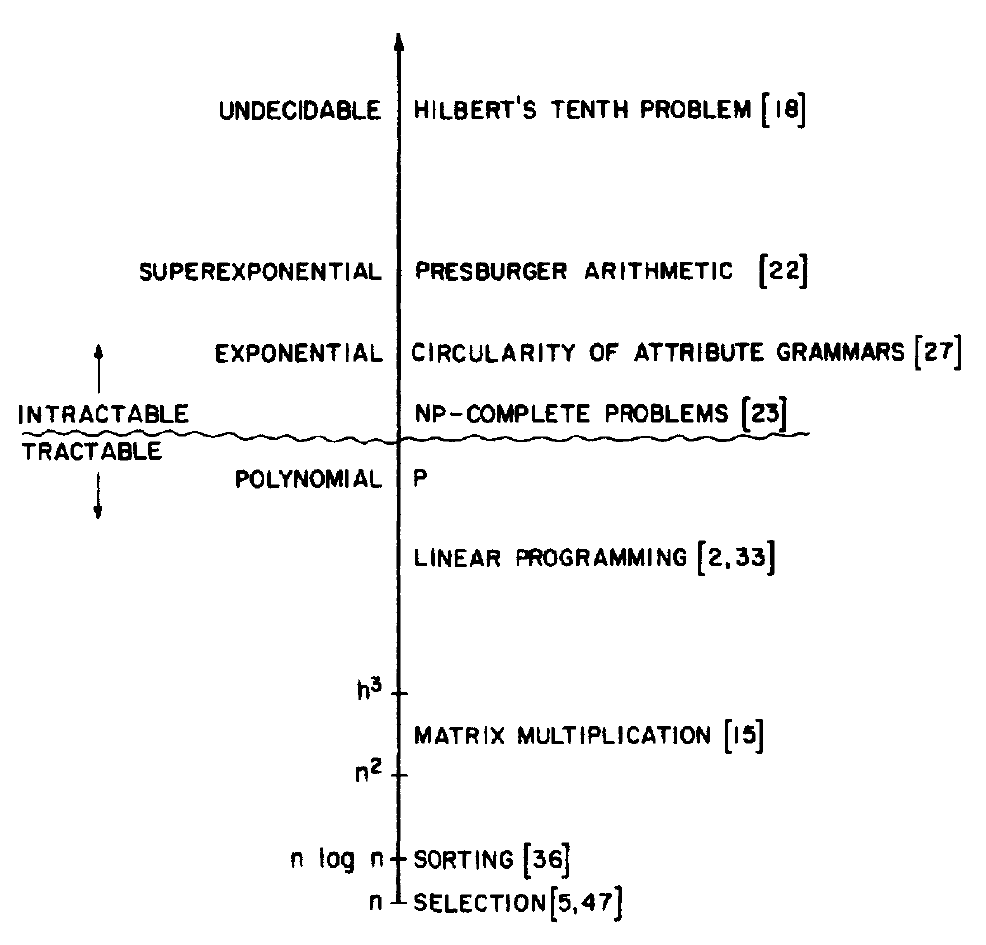 UNDECIDABLE HILBERT'S TENTH PROBLEM [18]
SUPEREXPONENTIAL PRESBURGER ARITHMETIC [22]
EXPONENTIAL CIRCULARITY OF ATTRIBUTE GRAMMARS [27]
INTRACTABLE NP-COMPLETE PROBLEMS [23]
TRACTABLE
POLYNOMIAL P
LINEAR PROGRAMMING [2,33]
n³
MATRIX MULTIPLICATION [15]
n²
n log n SORTING [36]
n SELECTION [5,47]